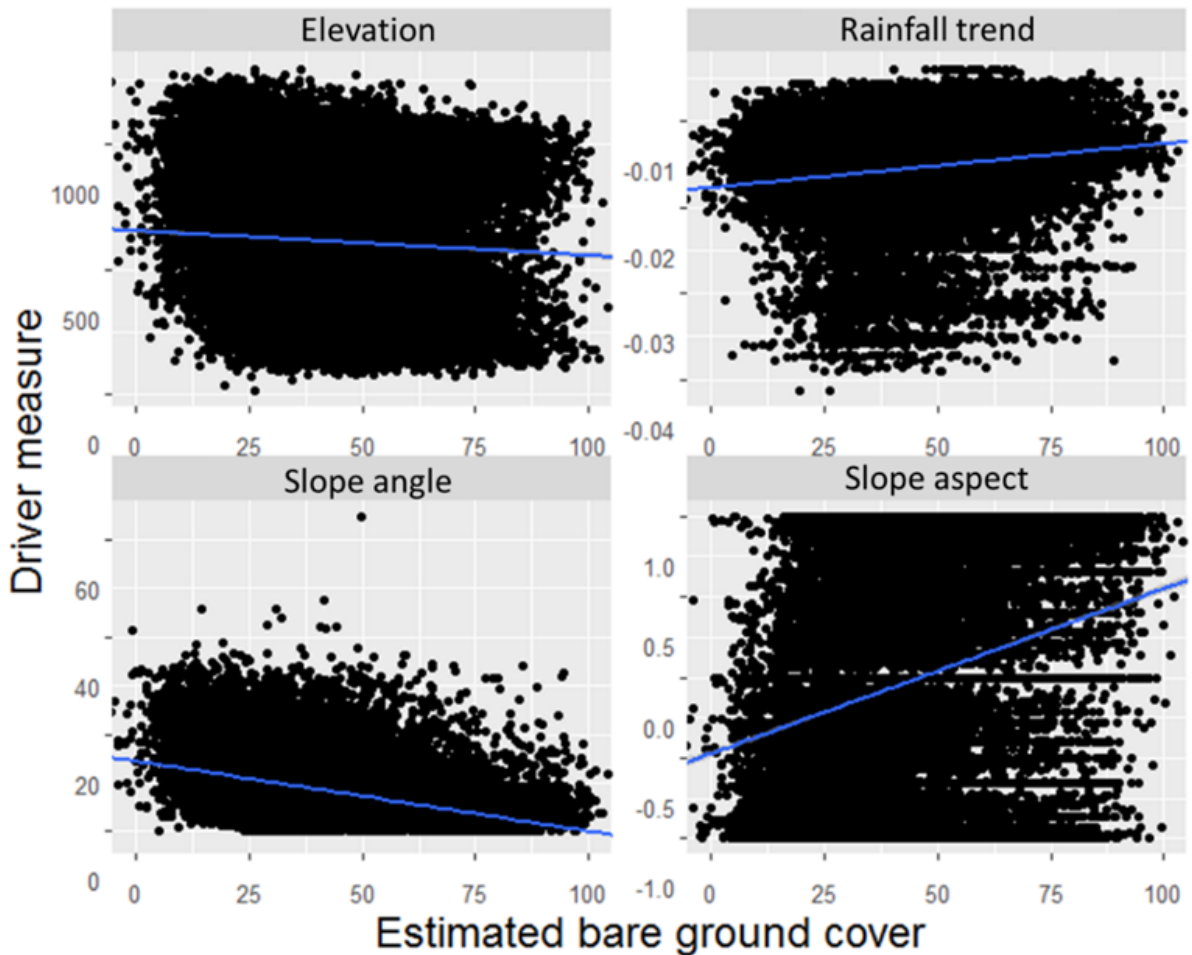 Elevation
Rainfall trend
1000
500
0
-0.01
-0.02
-0.03
-0.04
0 25 50 75 100
0 25 50 75 100
Slope angle
Slope aspect
60
40
20
0
1.0
0.5
0.0
-0.5
-1.0
0 25 50 75 100
0 25 50 75 100
Driver measure
Estimated bare ground cover